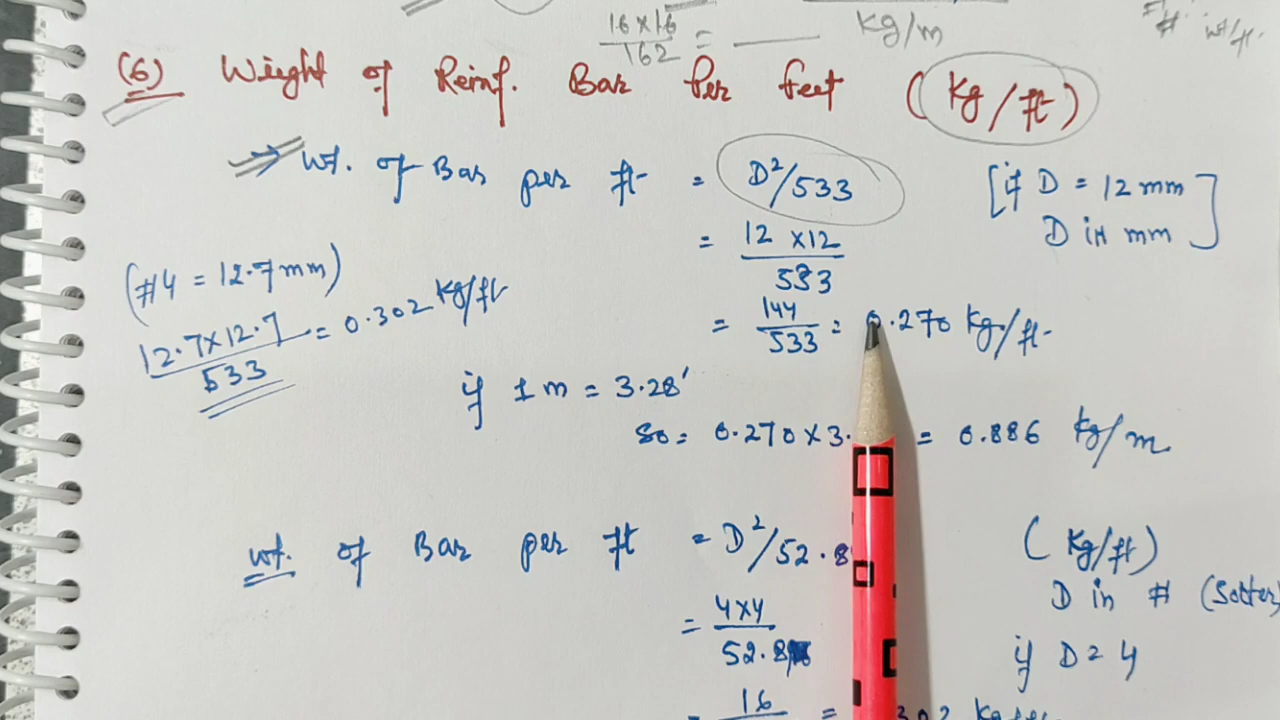 16×16/162 = ____ kg/m
(6) Weight of Reinf. Bar Per feet (Kg/ft)
→ Wt. of Bar per ft = D²/533 [if D = 12 mm
D in mm]
= 12 × 12/533
(#4 = 12.7mm)
12.7×12.7/533 = 0.302 Kg/ft
= 144/533 = 0.270 Kg/ft
if 1 m = 3.28'
So = 0.270×3. = 0.886 Kg/m
wt. of Bar per ft = D²/52.8 (Kg/ft)
D in # (Sooter)
= 4×4/52.8 if D = 4
= 16